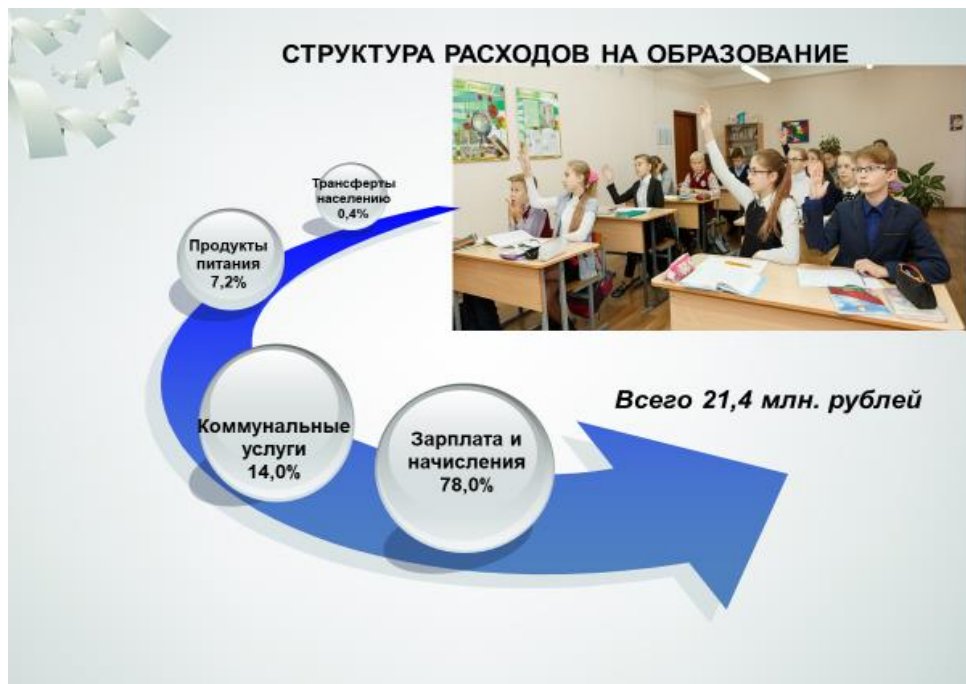 СТРУКТУРА РАСХОДОВ НА ОБРАЗОВАНИЕ
Трансферты
населению
0,4%
Продукты
питания
7,2%
Коммунальные
услуги
14,0%
Зарплата и
начисления
78,0%
Всего 21,4 млн. рублей